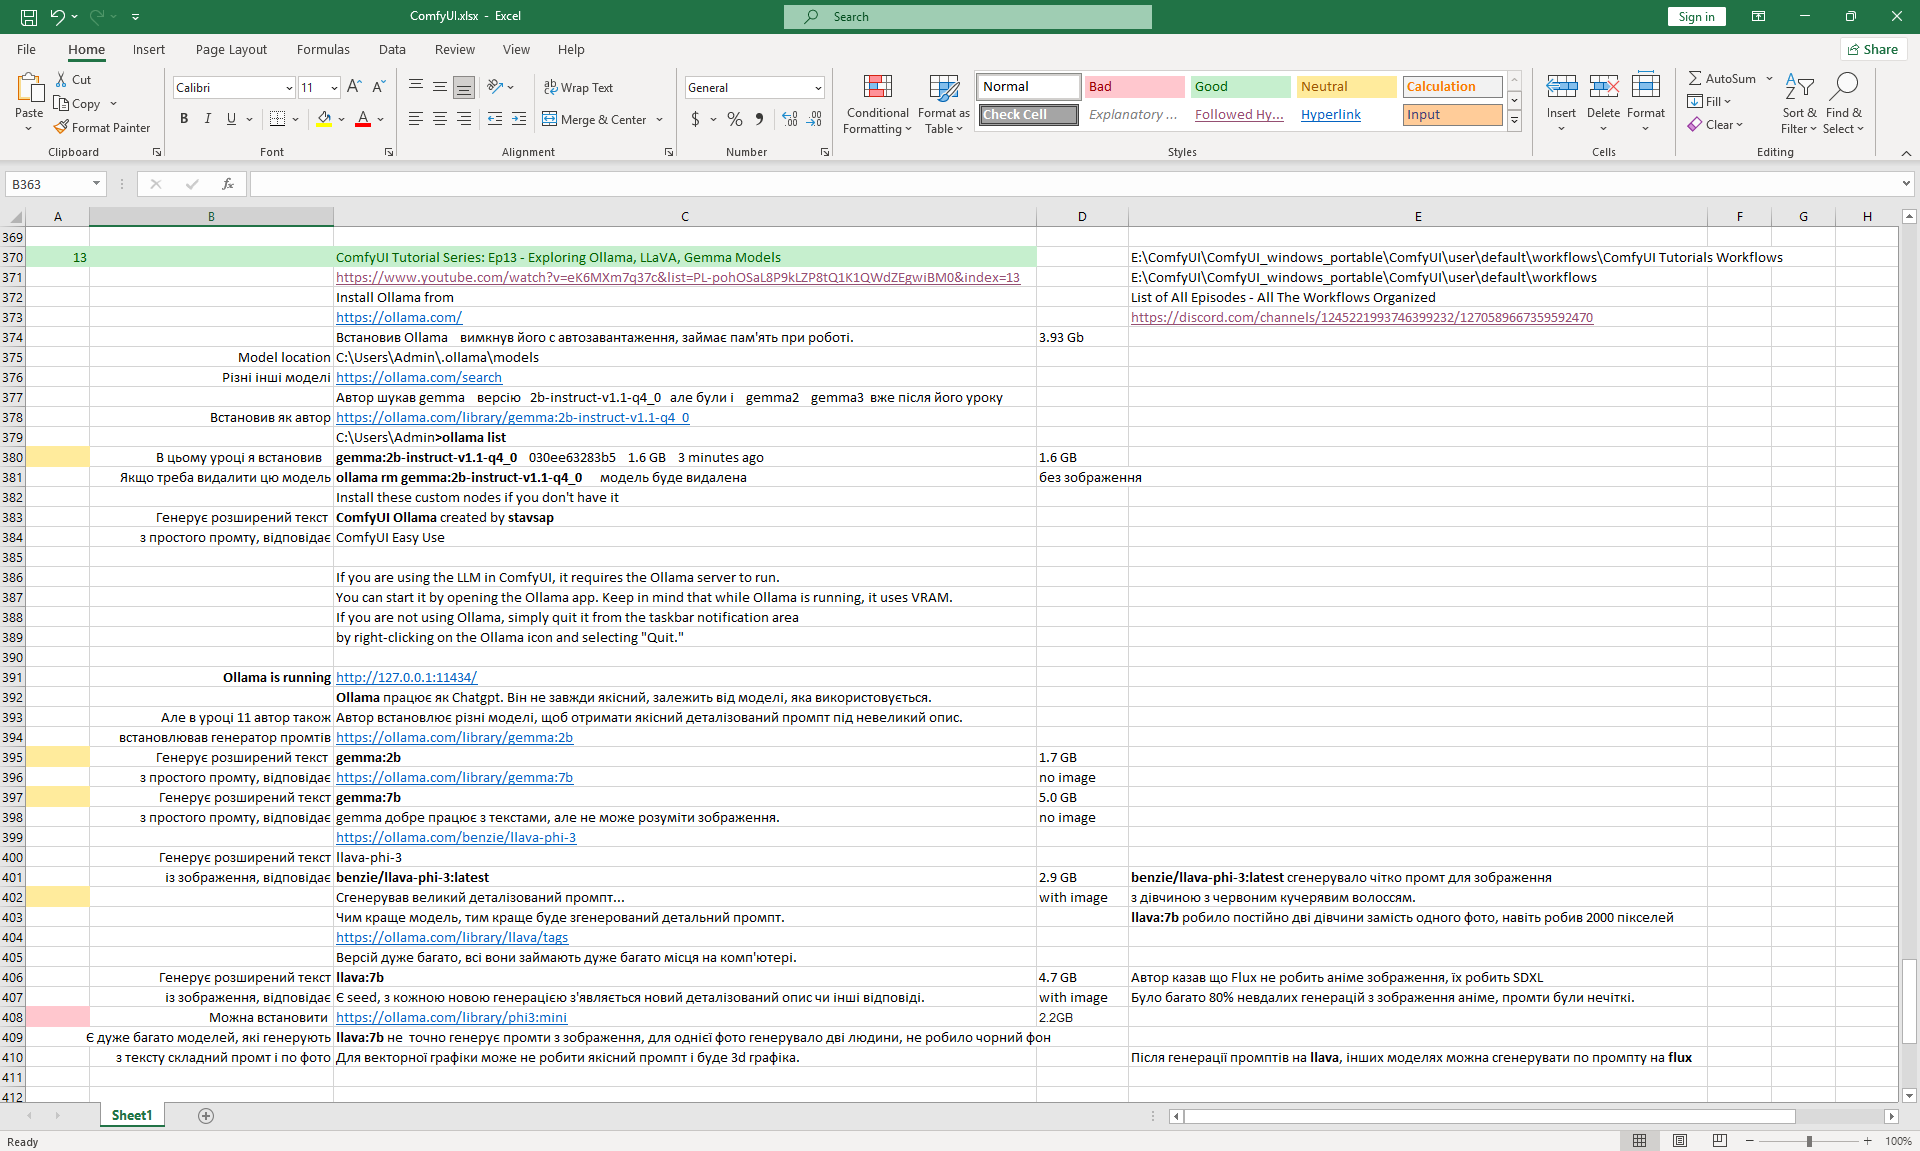 ComfyUI.xlsx - Excel
Search
Sign in
File Home Insert Page Layout Formulas Data Review View Help
Share
Paste
Cut
Copy
Format Painter
Clipboard
Calibri 11
B I U
Font
Wrap Text
Merge & Center
Alignment
General
$ %
Number
Conditional Formatting
Format as Table
Normal Bad Good Neutral Calculation
Check Cell Explanatory ... Followed Hy... Hyperlink Input
Styles
Insert Delete Format
Cells
AutoSum
Fill
Clear
Sort & Filter
Find & Select
Editing
B363
fx
A B C D E F G H
369
370 13 ComfyUI Tutorial Series: Ep13 - Exploring Ollama, LLaVA, Gemma Models E:\ComfyUI\ComfyUI_windows_portable\ComfyUI\user\default\workflows\ComfyUI Tutorials Workflows
371 https://www.youtube.com/watch?v=eK6MXm7q37c&list=PL-pohOSaL8P9kLZP8tQ1K1QWdZEgwiBM0&index=13 E:\ComfyUI\ComfyUI_windows_portable\ComfyUI\user\default\workflows
372 Install Ollama from List of All Episodes - All The Workflows Organized
373 https://ollama.com/ https://discord.com/channels/1245221993746399232/1270589667359592470
374 Встановив Ollama вимкнув його с автозавантаження, займає пам'ять при роботі. 3.93 Gb
375 Model location C:\Users\Admin\.ollama\models
376 Різні інші моделі https://ollama.com/search
377 Автор шукав gemma версію 2b-instruct-v1.1-q4_0 але були і gemma2 gemma3 вже після його уроку
378 Встановив як автор https://ollama.com/library/gemma:2b-instruct-v1.1-q4_0
379 C:\Users\Admin>ollama list
380 В цьому уроці я встановив gemma:2b-instruct-v1.1-q4_0 030ee63283b5 1.6 GB 3 minutes ago 1.6 GB
381 Якщо треба видалити цю модель ollama rm gemma:2b-instruct-v1.1-q4_0 модель буде видалена без зображення
382 Install these custom nodes if you don't have it
383 Генерує розширений текст ComfyUI Ollama created by stavsap
384 з простого промту, відповідає ComfyUI Easy Use
385
386 If you are using the LLM in ComfyUI, it requires the Ollama server to run.
387 You can start it by opening the Ollama app. Keep in mind that while Ollama is running, it uses VRAM.
388 If you are not using Ollama, simply quit it from the taskbar notification area
389 by right-clicking on the Ollama icon and selecting "Quit."
390
391 Ollama is running http://127.0.0.1:11434/
392 Ollama працює як Chatgpt. Він не завжди якісний, залежить від моделі, яка використовується.
393 Але в уроці 11 автор також Автор встановлює різні моделі, щоб отримати якісний деталізований промпт під невеликий опис.
394 встановлював генератор промтів https://ollama.com/library/gemma:2b
395 Генерує розширений текст gemma:2b 1.7 GB
396 з простого промту, відповідає https://ollama.com/library/gemma:7b no image
397 Генерує розширений текст gemma:7b 5.0 GB
398 з простого промту, відповідає gemma добре працює з текстами, але не може розуміти зображення. no image
399 https://ollama.com/benzie/llava-phi-3
400 Генерує розширений текст llava-phi-3
401 із зображення, відповідає benzie/llava-phi-3:latest 2.9 GB benzie/llava-phi-3:latest сгенерувало чітко промт для зображення
402 Сгенерував великий деталізований промпт... with image з дівчиною з червоним кучерявим волоссям.
403 Чим краще модель, тим краще буде згенерований детальний промпт. llava:7b робило постійно дві дівчини замість одного фото, навіть робив 2000 пікселей
404 https://ollama.com/library/llava/tags
405 Версій дуже багато, всі вони займають дуже багато місця на комп'ютері.
406 Генерує розширений текст llava:7b 4.7 GB Автор казав що Flux не робить аніме зображення, їх робить SDXL
407 із зображення, відповідає Є seed, з кожною новою генерацією з'являється новий деталізований опис чи інші відповіді. with image Було багато 80% невдалих генерацій з зображення аніме, промти були нечіткі.
408 Можна встановити https://ollama.com/library/phi3:mini 2.2GB
409 Є дуже багато моделей, які генерують llava:7b не точно генерує промти з зображення, для однієї фото генерувало дві людини, не робило чорний фон
410 з тексту складний промт і по фото Для векторної графіки може не робити якісний промпт і буде 3d графіка. Після генерації промптів на llava, інших моделях можна сгенерувати по промпту на flux
411
412
Sheet1
Ready
100%